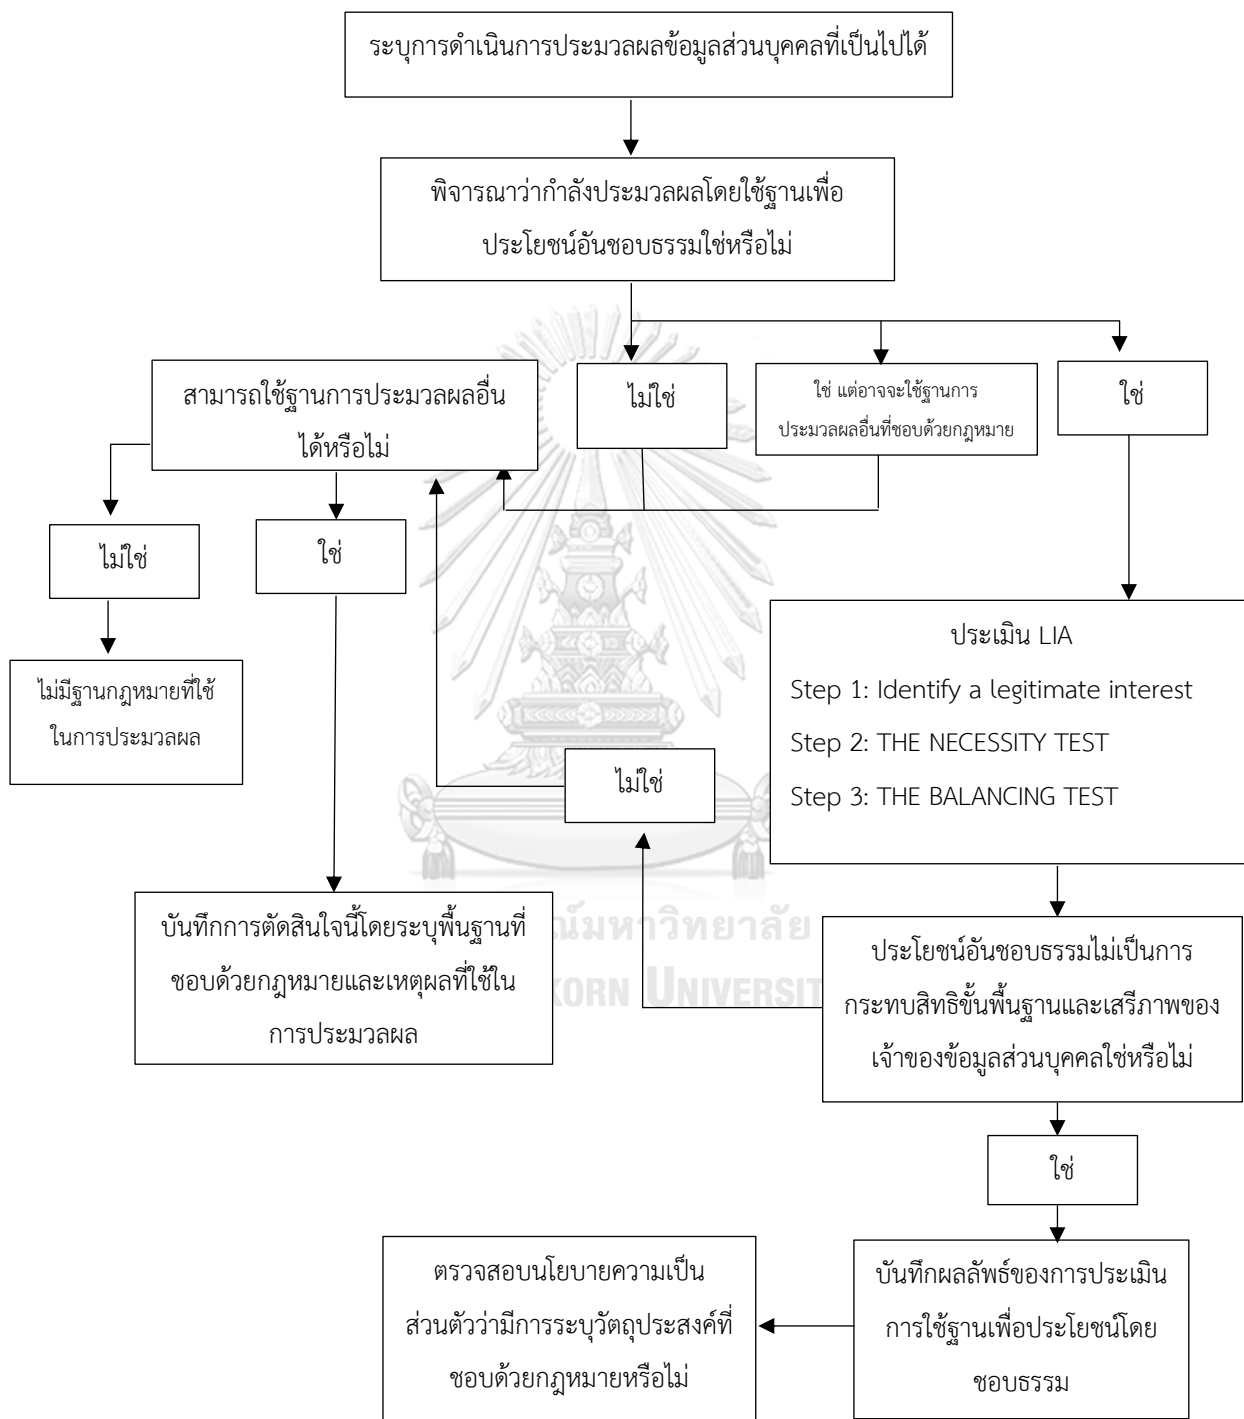 ระบุการดำเนินการประมวลผลข้อมูลส่วนบุคคลที่เป็นไปได้
พิจารณาว่ากำลังประมวลผลโดยใช้ฐานเพื่อ
ประโยชน์อันชอบธรรมใช่หรือไม่
สามารถใช้ฐานการประมวลผลอื่น
ได้หรือไม่
ไม่ใช่
ใช่ แต่อาจจะใช้ฐานการ
ประมวลผลอื่นที่ชอบด้วยกฎหมาย
ใช่
ไม่ใช่
ใช่
ไม่มีฐานกฎหมายที่ใช้
ในการประมวลผล
ประเมิน LIA
Step 1: Identify a legitimate interest
Step 2: THE NECESSITY TEST
Step 3: THE BALANCING TEST
ไม่ใช่
บันทึกการตัดสินใจนี้โดยระบุพื้นฐานที่
ชอบด้วยกฎหมายและเหตุผลที่ใช้ใน
การประมวลผล
ณ์มหาวิทยาลัย
KORN UNIVERSIT
ประโยชน์อันชอบธรรมไม่เป็นการ
กระทบสิทธิขั้นพื้นฐานและเสรีภาพของ
เจ้าของข้อมูลส่วนบุคคลใช่หรือไม่
ใช่
ตรวจสอบนโยบายความเป็น
ส่วนตัวว่ามีการระบุวัตถุประสงค์ที่
ชอบด้วยกฎหมายหรือไม่
บันทึกผลลัพธ์ของการประเมิน
การใช้ฐานเพื่อประโยชน์โดย
ชอบธรรม